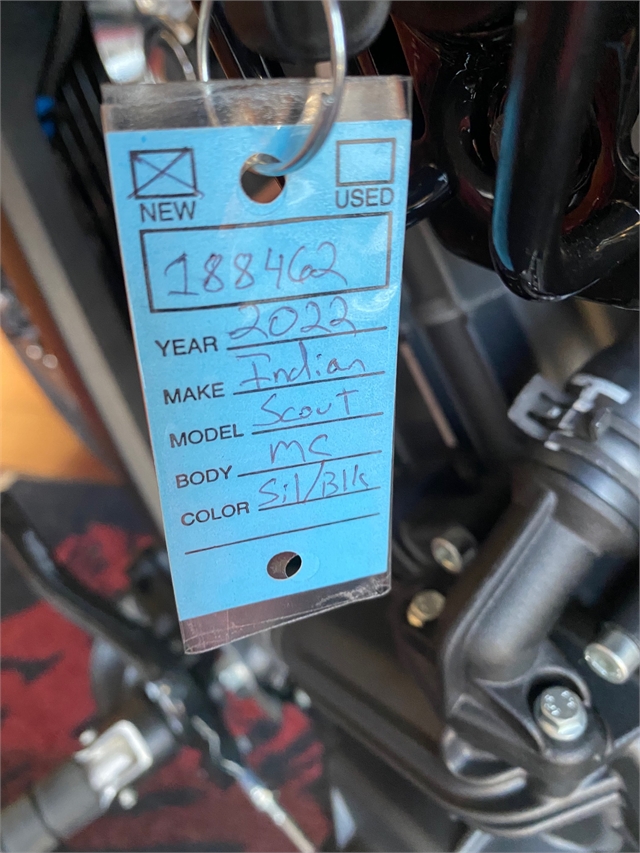 NEW USED
188462
YEAR 2022
MAKE Indian
MODEL Scout
BODY MC
COLOR Sil/Blk